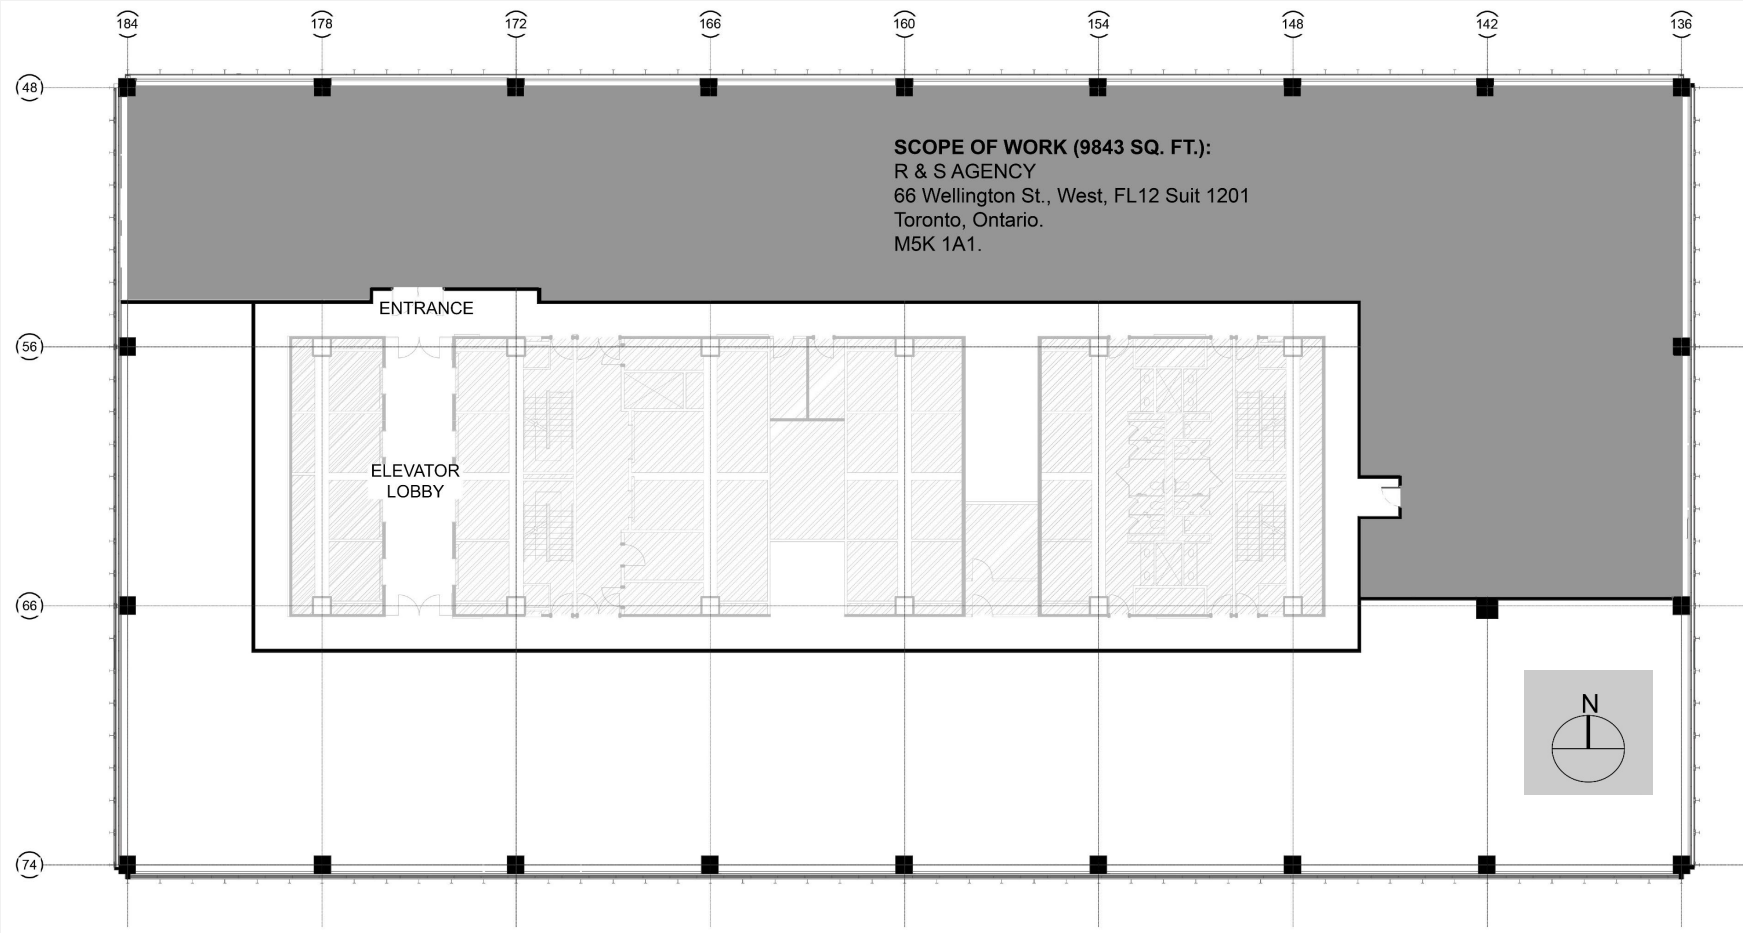 184 178 172 166 160 154 148 142 136
48
SCOPE OF WORK (9843 SQ. FT.):
R & S AGENCY
66 Wellington St., West, FL12 Suit 1201
Toronto, Ontario.
M5K 1A1.
ENTRANCE
56
ELEVATOR
LOBBY
66
N
74